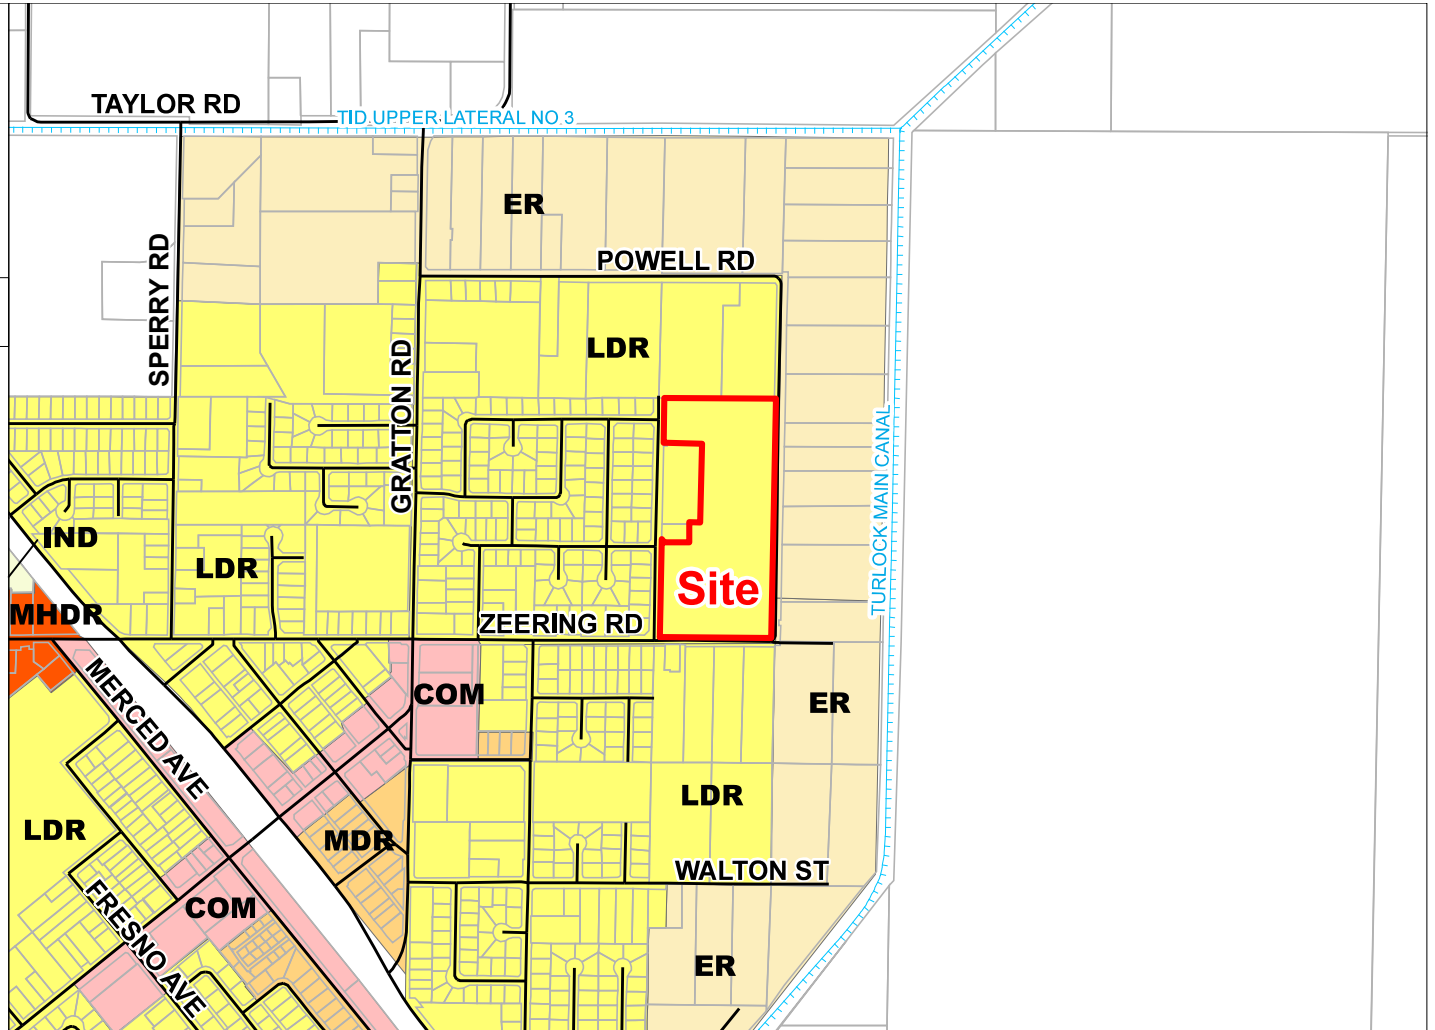 TAYLOR RD
TID UPPER LATERAL NO 3
ER
SPERRY RD
POWELL RD
GRATTON RD
LDR
TURLOCK MAIN CANAL
IND
LDR
Site
MHDR
ZEERING RD
MERCED AVE
COM
ER
LDR
LDR
MDR
WALTON ST
FRESNO AVE
COM
ER